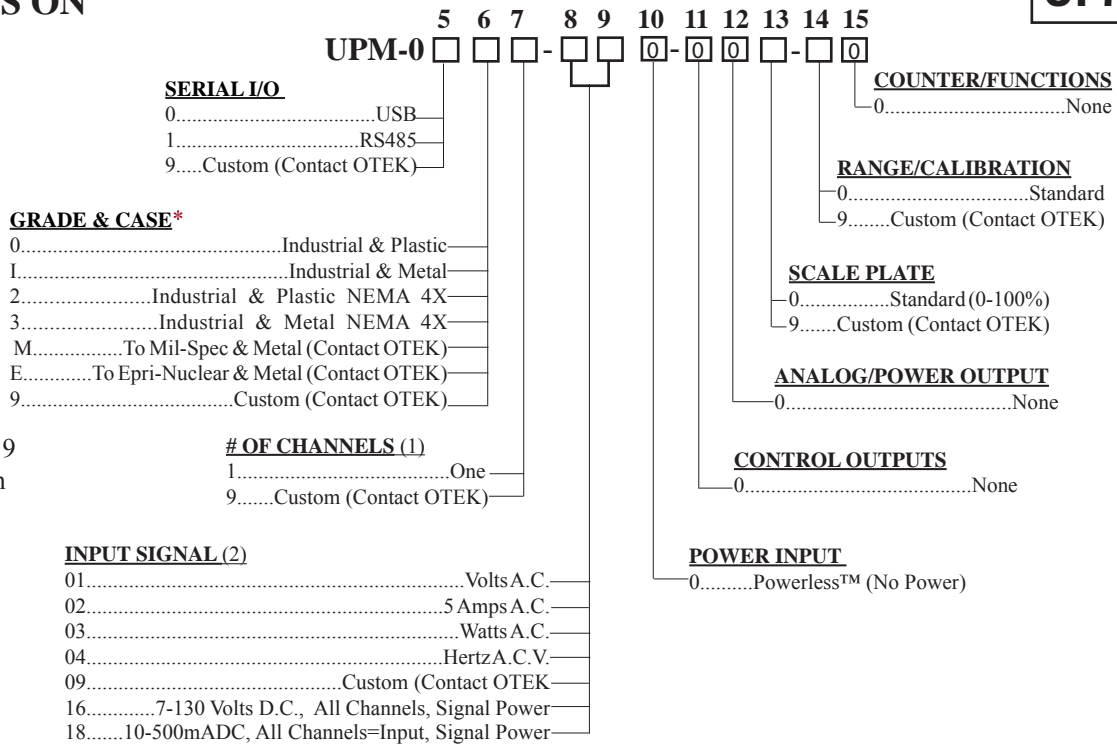 S ON
5 6 7 8 9 10 11 12 13 14 15
UPM-0 □ □ □ - □ □ 0 - 0 0 □ - □ 0
SERIAL I/O
0..................................USB
1................................RS485
9.....Custom (Contact OTEK)
GRADE & CASE*
0..............................................Industrial & Plastic
I...............................................Industrial & Metal
2.......................Industrial & Plastic NEMA 4X
3........................Industrial & Metal NEMA 4X
M................To Mil-Spec & Metal (Contact OTEK)
E............To Epri-Nuclear & Metal (Contact OTEK)
9.....................................Custom (Contact OTEK)
9
# OF CHANNELS (1)
1......................................One
9.......Custom (Contact OTEK)
INPUT SIGNAL (2)
01..................................................................Volts A.C.
02..............................................................5 Amps A.C.
03.................................................................Watts A.C.
04...............................................................Hertz A.C.V.
09............................................Custom (Contact OTEK
16.............7-130 Volts D.C., All Channels, Signal Power
18.......10-500mADC, All Channels=Input, Signal Power
COUNTER/FUNCTIONS
0................................None
RANGE/CALIBRATION
0................................Standard
9........Custom (Contact OTEK)
SCALE PLATE
0................Standard (0-100%)
9.......Custom (Contact OTEK)
ANALOG/POWER OUTPUT
0.........................................None
CONTROL OUTPUTS
0.........................................None
POWER INPUT
0..........Powerless™ (No Power)